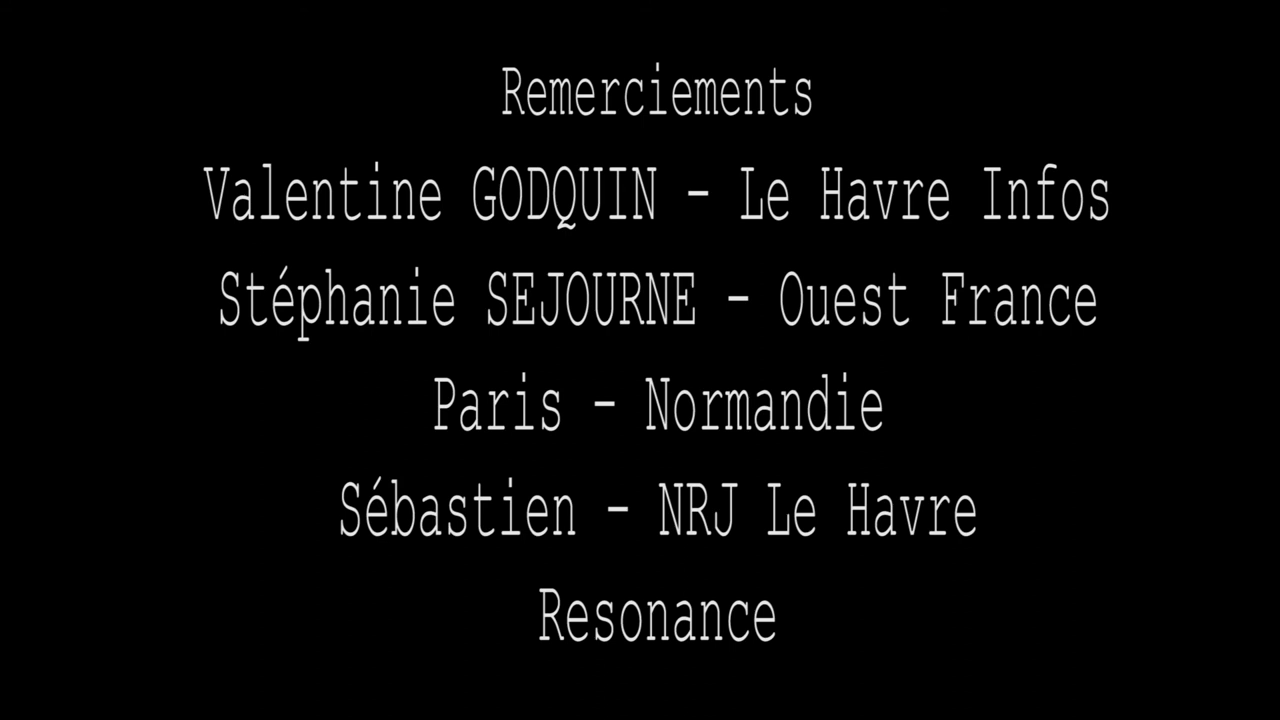 Remerciements
Valentine GODQUIN - Le Havre Infos
Stéphanie SEJOURNE - Ouest France
Paris - Normandie
Sébastien - NRJ Le Havre
Resonance